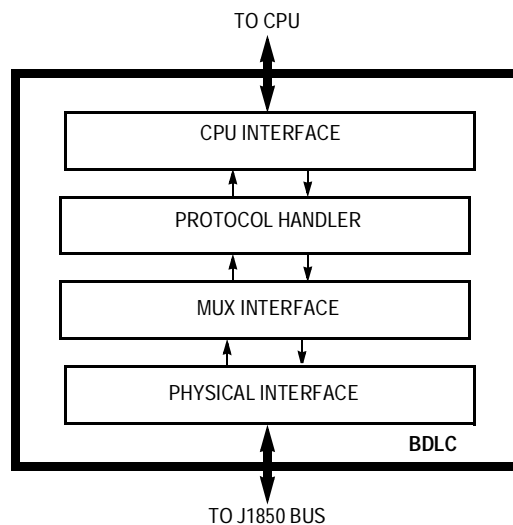 TO CPU
CPU INTERFACE
PROTOCOL HANDLER
MUX INTERFACE
PHYSICAL INTERFACE
BDLC
TO J1850 BUS